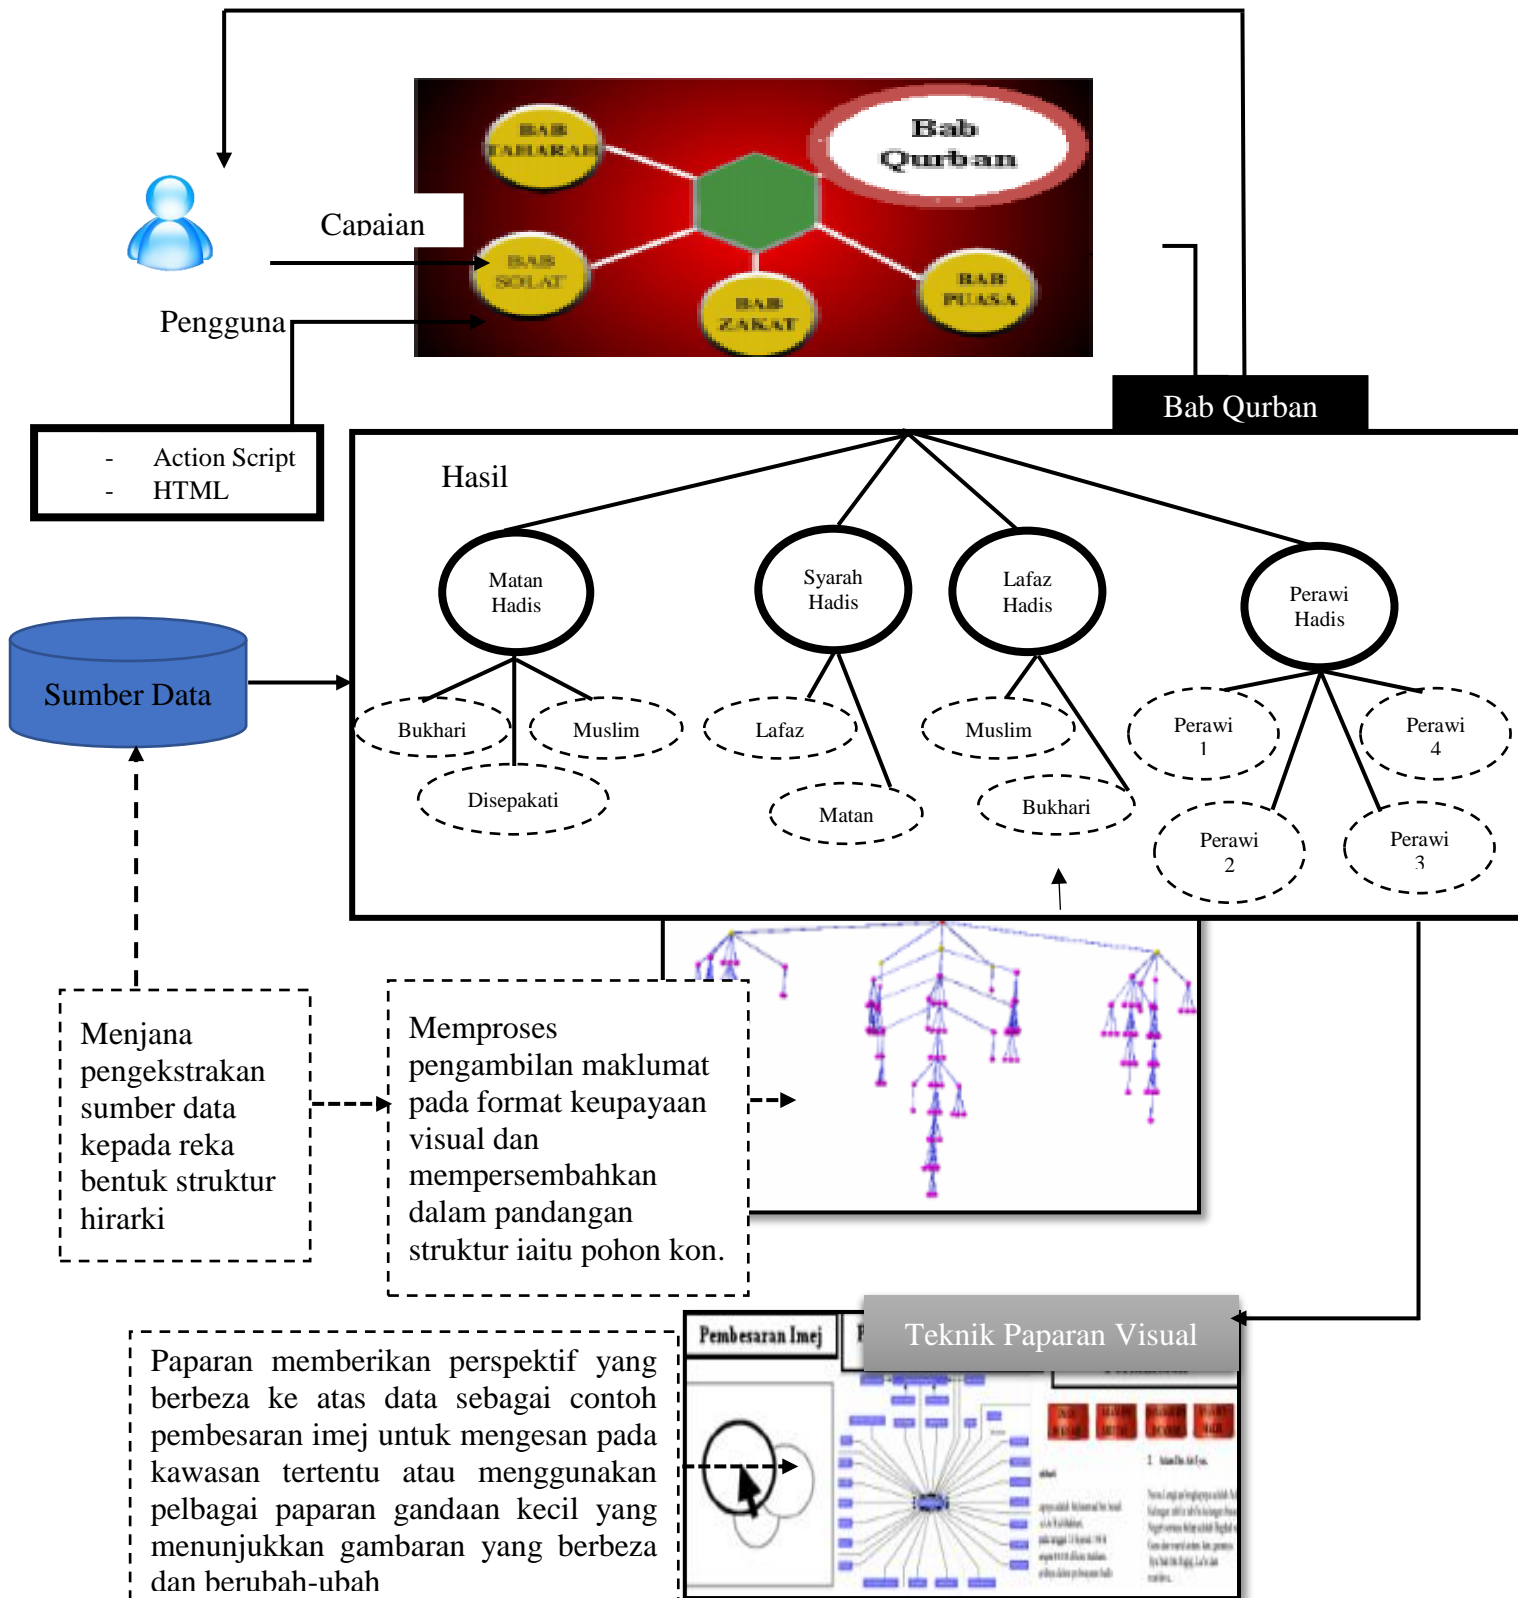 BAB
TAHARAH
Bab
Qurban
Capaian
BAB
SOLAT
BAB
ZAKAT
BAB
PUASA
Pengguna
Bab Qurban
- Action Script
- HTML
Hasil
Matan
Hadis
Syarah
Hadis
Lafaz
Hadis
Perawi
Hadis
Sumber Data
Bukhari
Muslim
Disepakati
Lafaz
Matan
Muslim
Bukhari
Perawi
1
Perawi
4
Perawi
2
Perawi
3
Menjana
pengekstrakan
sumber data
kepada reka
bentuk struktur
hirarki
Memproses
pengambilan maklumat
pada format keupayaan
visual dan
mempersembahkan
dalam pandangan
struktur iaitu pohon kon.
Paparan memberikan perspektif yang
berbeza ke atas data sebagai contoh
pembesaran imej untuk mengesan pada
kawasan tertentu atau menggunakan
pelbagai paparan gandaan kecil yang
menunjukkan gambaran yang berbeza
dan berubah-ubah
Pembesaran Imej
Teknik Paparan Visual